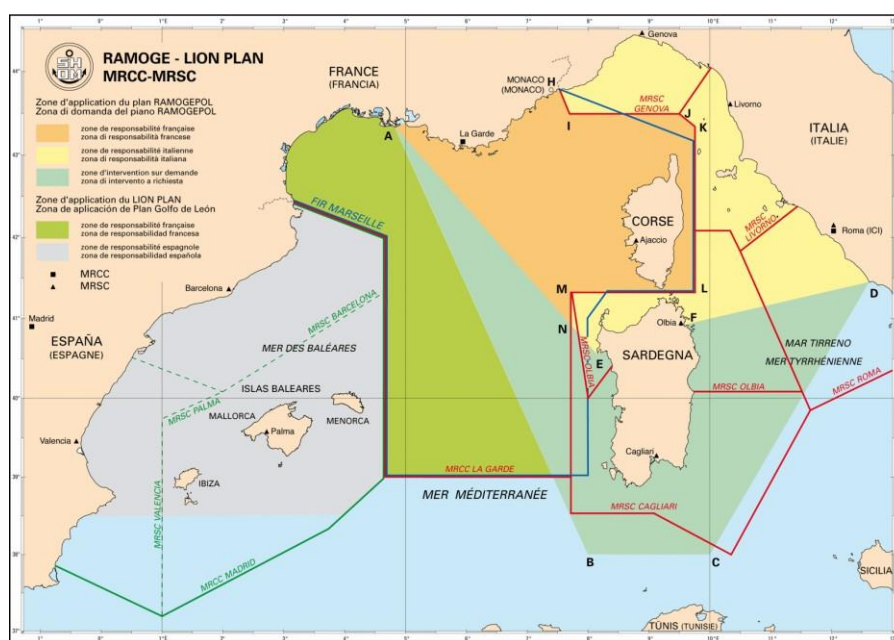 SHOM
RAMOGE - LION PLAN
MRCC-MRSC
Zone d'application du plan RAMOGEPOL
Zona di domanda del piano RAMOGEPOL
zone de responsabilité française
zona di responsabilità francese
zone de responsabilité italienne
zona di responsabilità italiana
zone d'intervention sur demande
zona di intervento a richiesta
Zone d'application du LION PLAN
Zona de aplicación de Plan Golfo de León
zone de responsabilité française
zona de responsabilidad francesa
zone de responsabilité espagnole
zona de responsabilidad española
MRCC
MRSC
FRANCE
(FRANCIA)
MONACO
(MONACO)
H
Genova
MRSC
GENOVA
I
J
K
Livorno
ITALIA
(ITALIE)
A
La Garde
FIR MARSEILLE
CORSE
Ajaccio
MRSC
LIVORNO
Roma (ICI)
Barcelona
Madrid
ESPAÑA
(ESPAGNE)
MRSC BARCELONA
MER DES BALÉARES
M
L
D
N
Olbia
F
E
MRSC OLBIA
SARDEGNA
MAR TIRRENO
MER TYRRHÉNIENNE
MRSC OLBIA
MRSC ROMA
ISLAS BALEARES
MRSC PALMA
MALLORCA
Palma
MENORCA
Valencia
IBIZA
MRSC VALENCIA
MRCC LA GARDE
MER MÉDITERRANÉE
Cagliari
MRSC CAGLIARI
MRCC MADRID
B
C
SICILIA
TÚNIS (TUNISIE)